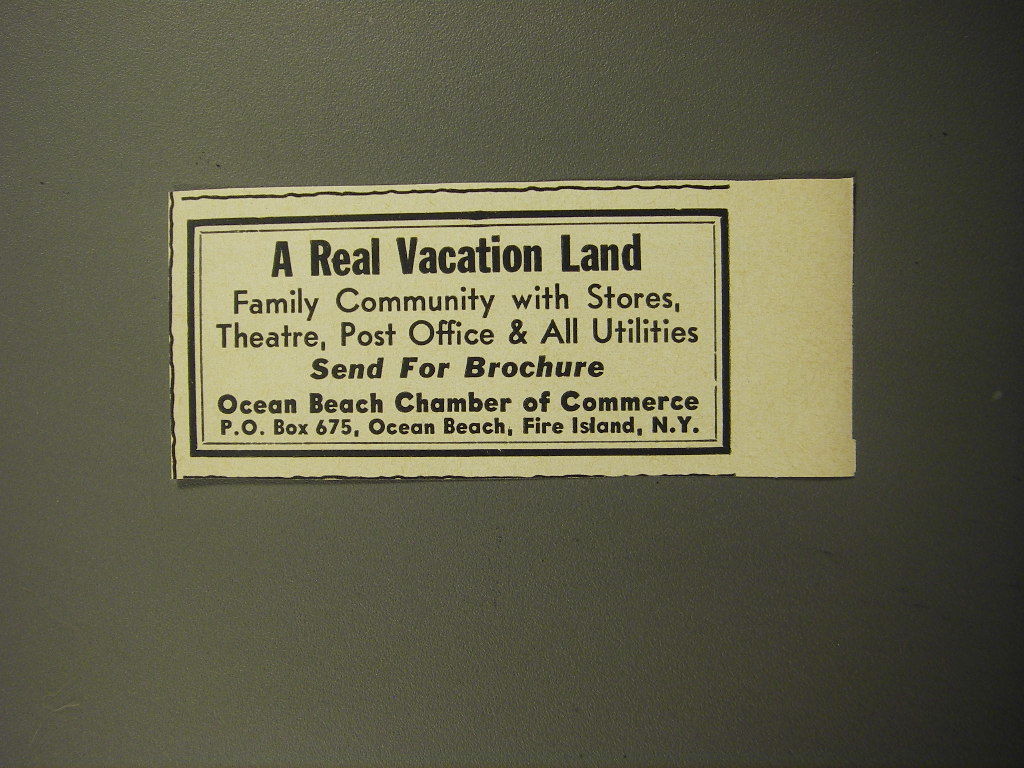 A Real Vacation Land
Family Community with Stores,
Theatre, Post Office & All Utilities
Send For Brochure
Ocean Beach Chamber of Commerce
P.O. Box 675, Ocean Beach, Fire Island, N.Y.